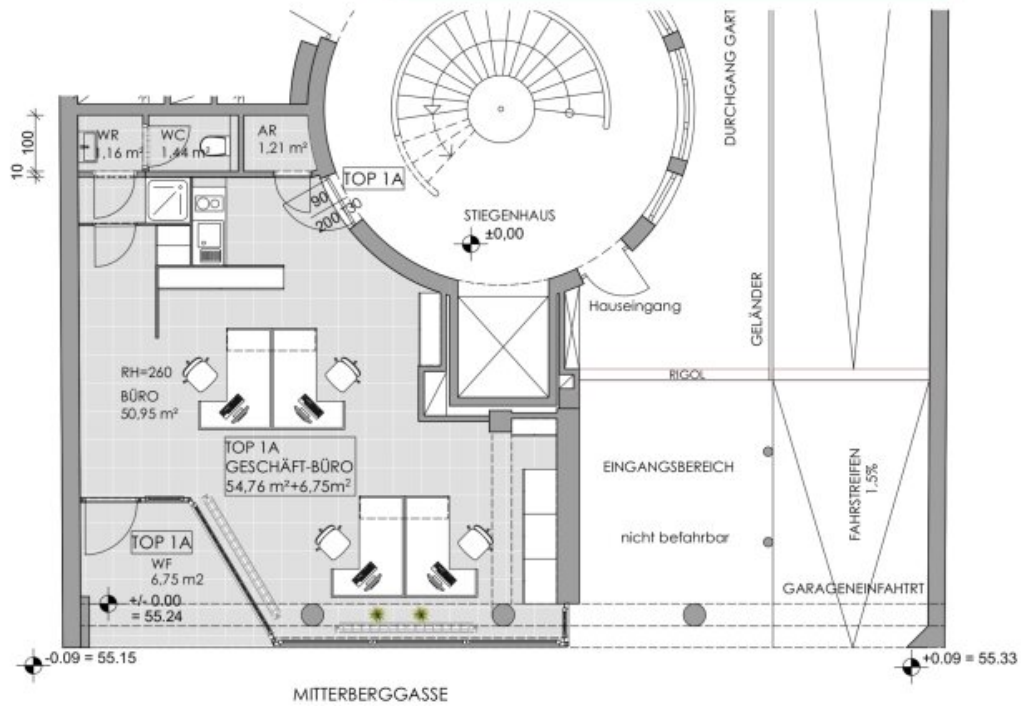 DURCHGANG GART
WR
1,16 m²
WC
1,44 m²
AR
1,21 m²
10
100
TOP 1A
90
200
STIEGENHAUS
±0,00
Hauseingang
GELÄNDER
RIGOL
RH=260
BÜRO
50,95 m²
TOP 1A
GESCHÄFT-BÜRO
54,76 m²+6,75m²
EINGANGSBEREICH
nicht befahrbar
FAHRSTREIFEN
1,5%
TOP 1A
WF
6,75 m2
+/- 0.00
= 55.24
GARAGENEINFAHTRT
-0.09 = 55.15
+0.09 = 55.33
MITTERBERGGASSE